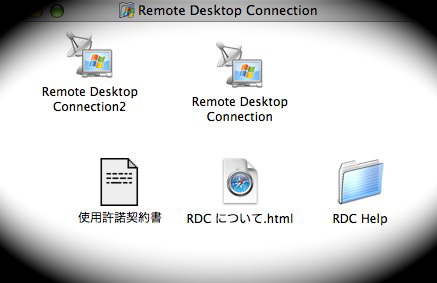 Remote Desktop Connection
Remote Desktop
Connection2
Remote Desktop
Connection
使用許諾契約書
RDC について.html
RDC Help